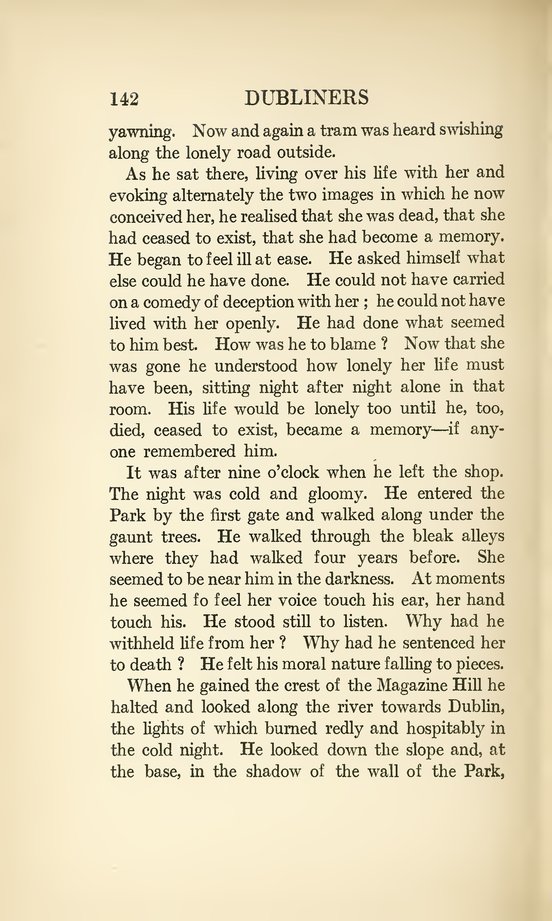 142 DUBLINERS
yawning. Now and again a tram was heard swishing
along the lonely road outside.
As he sat there, living over his life with her and
evoking alternately the two images in which he now
conceived her, he realised that she was dead, that she
had ceased to exist, that she had become a memory.
He began to feel ill at ease. He asked himself what
else could he have done. He could not have carried
on a comedy of deception with her ; he could not have
lived with her openly. He had done what seemed
to him best. How was he to blame ? Now that she
was gone he understood how lonely her life must
have been, sitting night after night alone in that
room. His life would be lonely too until he, too,
died, ceased to exist, became a memory—if any-
one remembered him.
It was after nine o'clock when he left the shop.
The night was cold and gloomy. He entered the
Park by the first gate and walked along under the
gaunt trees. He walked through the bleak alleys
where they had walked four years before. She
seemed to be near him in the darkness. At moments
he seemed fo feel her voice touch his ear, her hand
touch his. He stood still to listen. Why had he
withheld life from her ? Why had he sentenced her
to death ? He felt his moral nature falling to pieces.
When he gained the crest of the Magazine Hill he
halted and looked along the river towards Dublin,
the lights of which burned redly and hospitably in
the cold night. He looked down the slope and, at
the base, in the shadow of the wall of the Park,